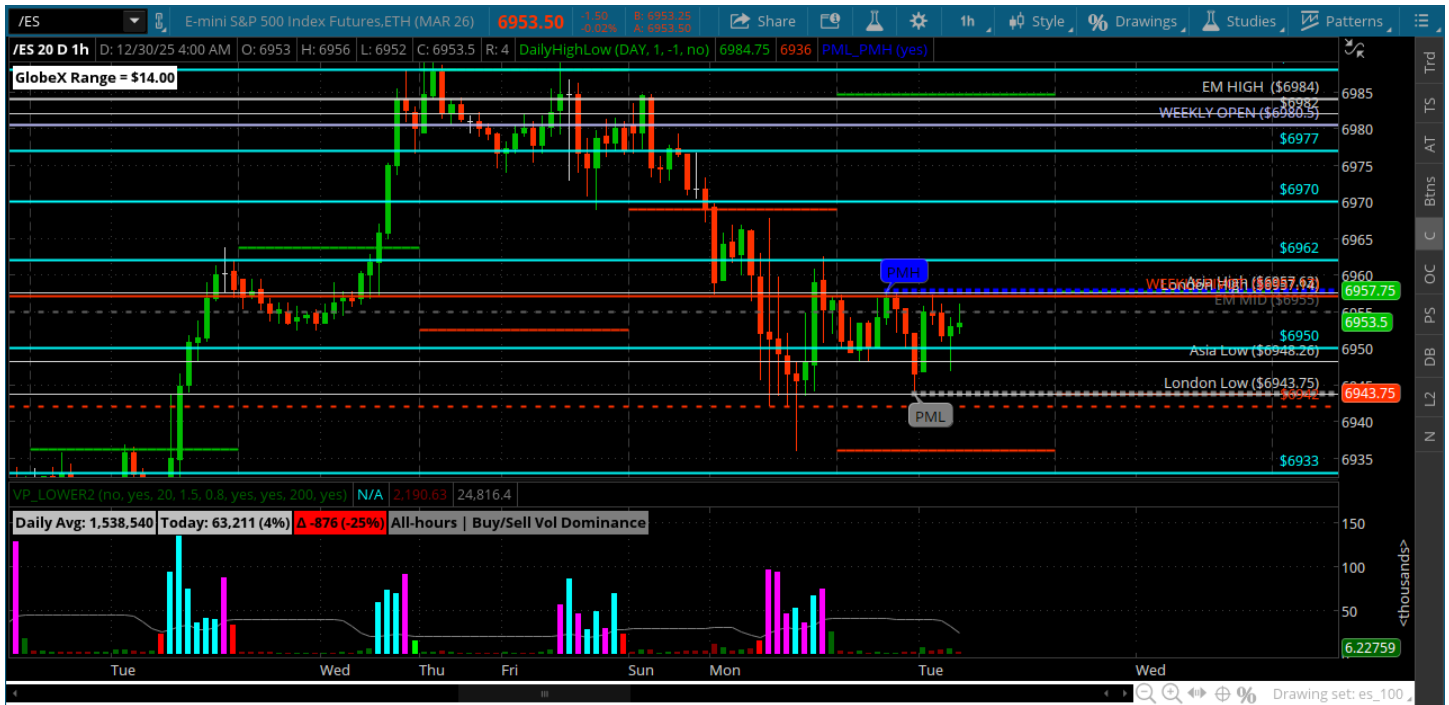 /ES E-mini S&P 500 Index Futures,ETH (MAR 26) 6953.50 -1.50 -0.02% B: 6953.25 A: 6953.50 Share 1h Style Drawings Studies Patterns
/ES 20 D 1h D: 12/30/25 4:00 AM O: 6953 H: 6956 L: 6952 C: 6953.5 R: 4 DailyHighLow (DAY, 1, -1, no) 6984.75 6936 PML_PMH (yes)
GlobeX Range = $14.00
EM HIGH ($6984)
$6982
WEEKLY OPEN ($6980.5)
$6977
$6970
$6962
PMH
Asia High ($6957.63)
London High
EM MID ($6955)
$6950
Asia Low ($6948.26)
London Low ($6943.75)
$6942
PML
$6933
6985
6980
6975
6970
6965
6960
6957.75
6955
6953.5
6950
6945
6943.75
6940
6935
Trd
TS
AT
Btns
C
OC
PS
DB
L2
N
VP_LOWER2 (no, yes, 20, 1.5, 0.8, yes, yes, 200, yes) N/A 2,190.63 24,816.4
Daily Avg: 1,538,540 Today: 63,211 (4%) Δ -876 (-25%) All-hours | Buy/Sell Vol Dominance
150
100
50
<thousands>
6.22759
Tue Wed Thu Fri Sun Mon Tue Wed
Drawing set: es_100